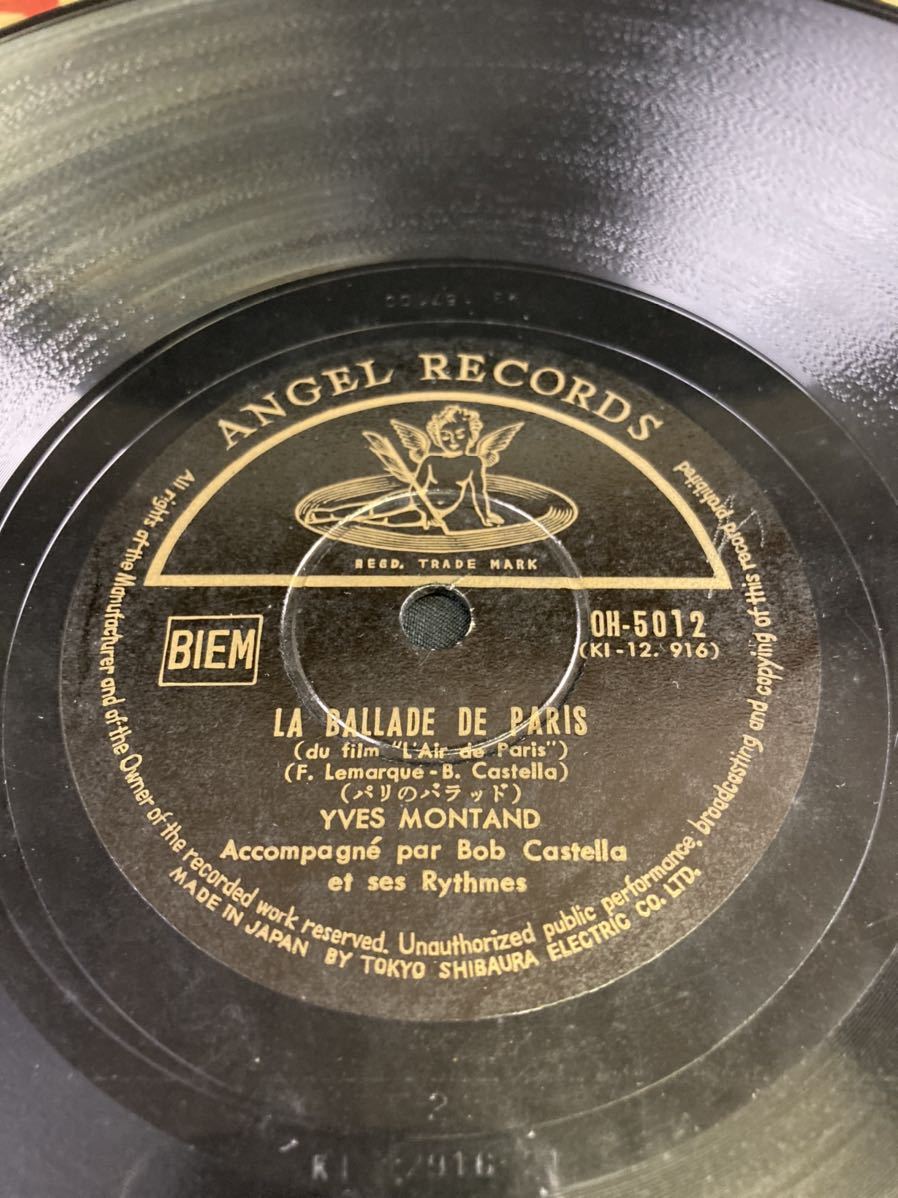 ANGEL RECORDS
REGD. TRADE MARK
BIEM
OH-5012
(KI-12. 916)
LA BALLADE DE PARIS
(du film "L'Air de Paris")
(F. Lemarque - B. Castella)
(パリのバラッド)
YVES MONTAND
Accompagné par Bob Castella
et ses Rythmes
All rights of the Manufacturer and of the Owner of the recorded work reserved. Unauthorized public performance, broadcasting and copying of this record prohibited
MADE IN JAPAN BY TOKYO SHIBAURA ELECTRIC CO. LTD.
2